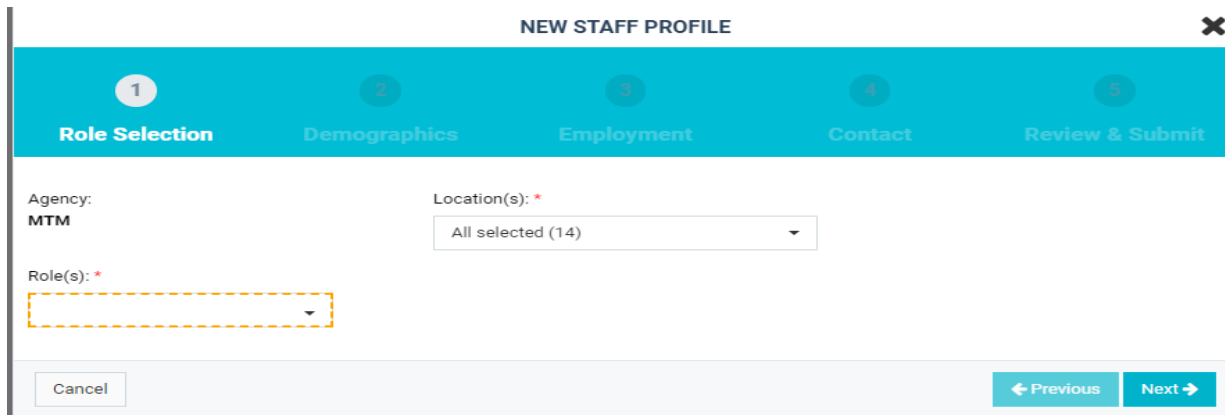 NEW STAFF PROFILE
1 2 3 4 5
Role Selection Demographics Employment Contact Review & Submit
Agency: Location(s): *
MTM All selected (14)
Role(s): *
Cancel Previous Next